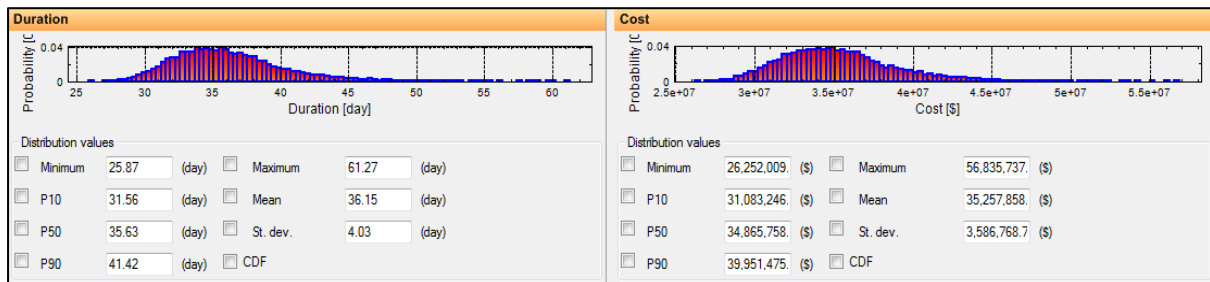 Duration
Probability [
0.04
0
25 30 35 40 45 50 55 60
Duration [day]
Distribution values
Minimum 25.87 (day) Maximum 61.27 (day)
P10 31.56 (day) Mean 36.15 (day)
P50 35.63 (day) St. dev. 4.03 (day)
P90 41.42 (day) CDF
Cost
Probability [
0.04
0
2.5e+07 3e+07 3.5e+07 4e+07 4.5e+07 5e+07 5.5e+07
Cost [$]
Distribution values
Minimum 26,252,009. ($) Maximum 56,835,737. ($)
P10 31,083,246. ($) Mean 35,257,858. ($)
P50 34,865,758. ($) St. dev. 3,586,768.7 ($)
P90 39,951,475. ($) CDF